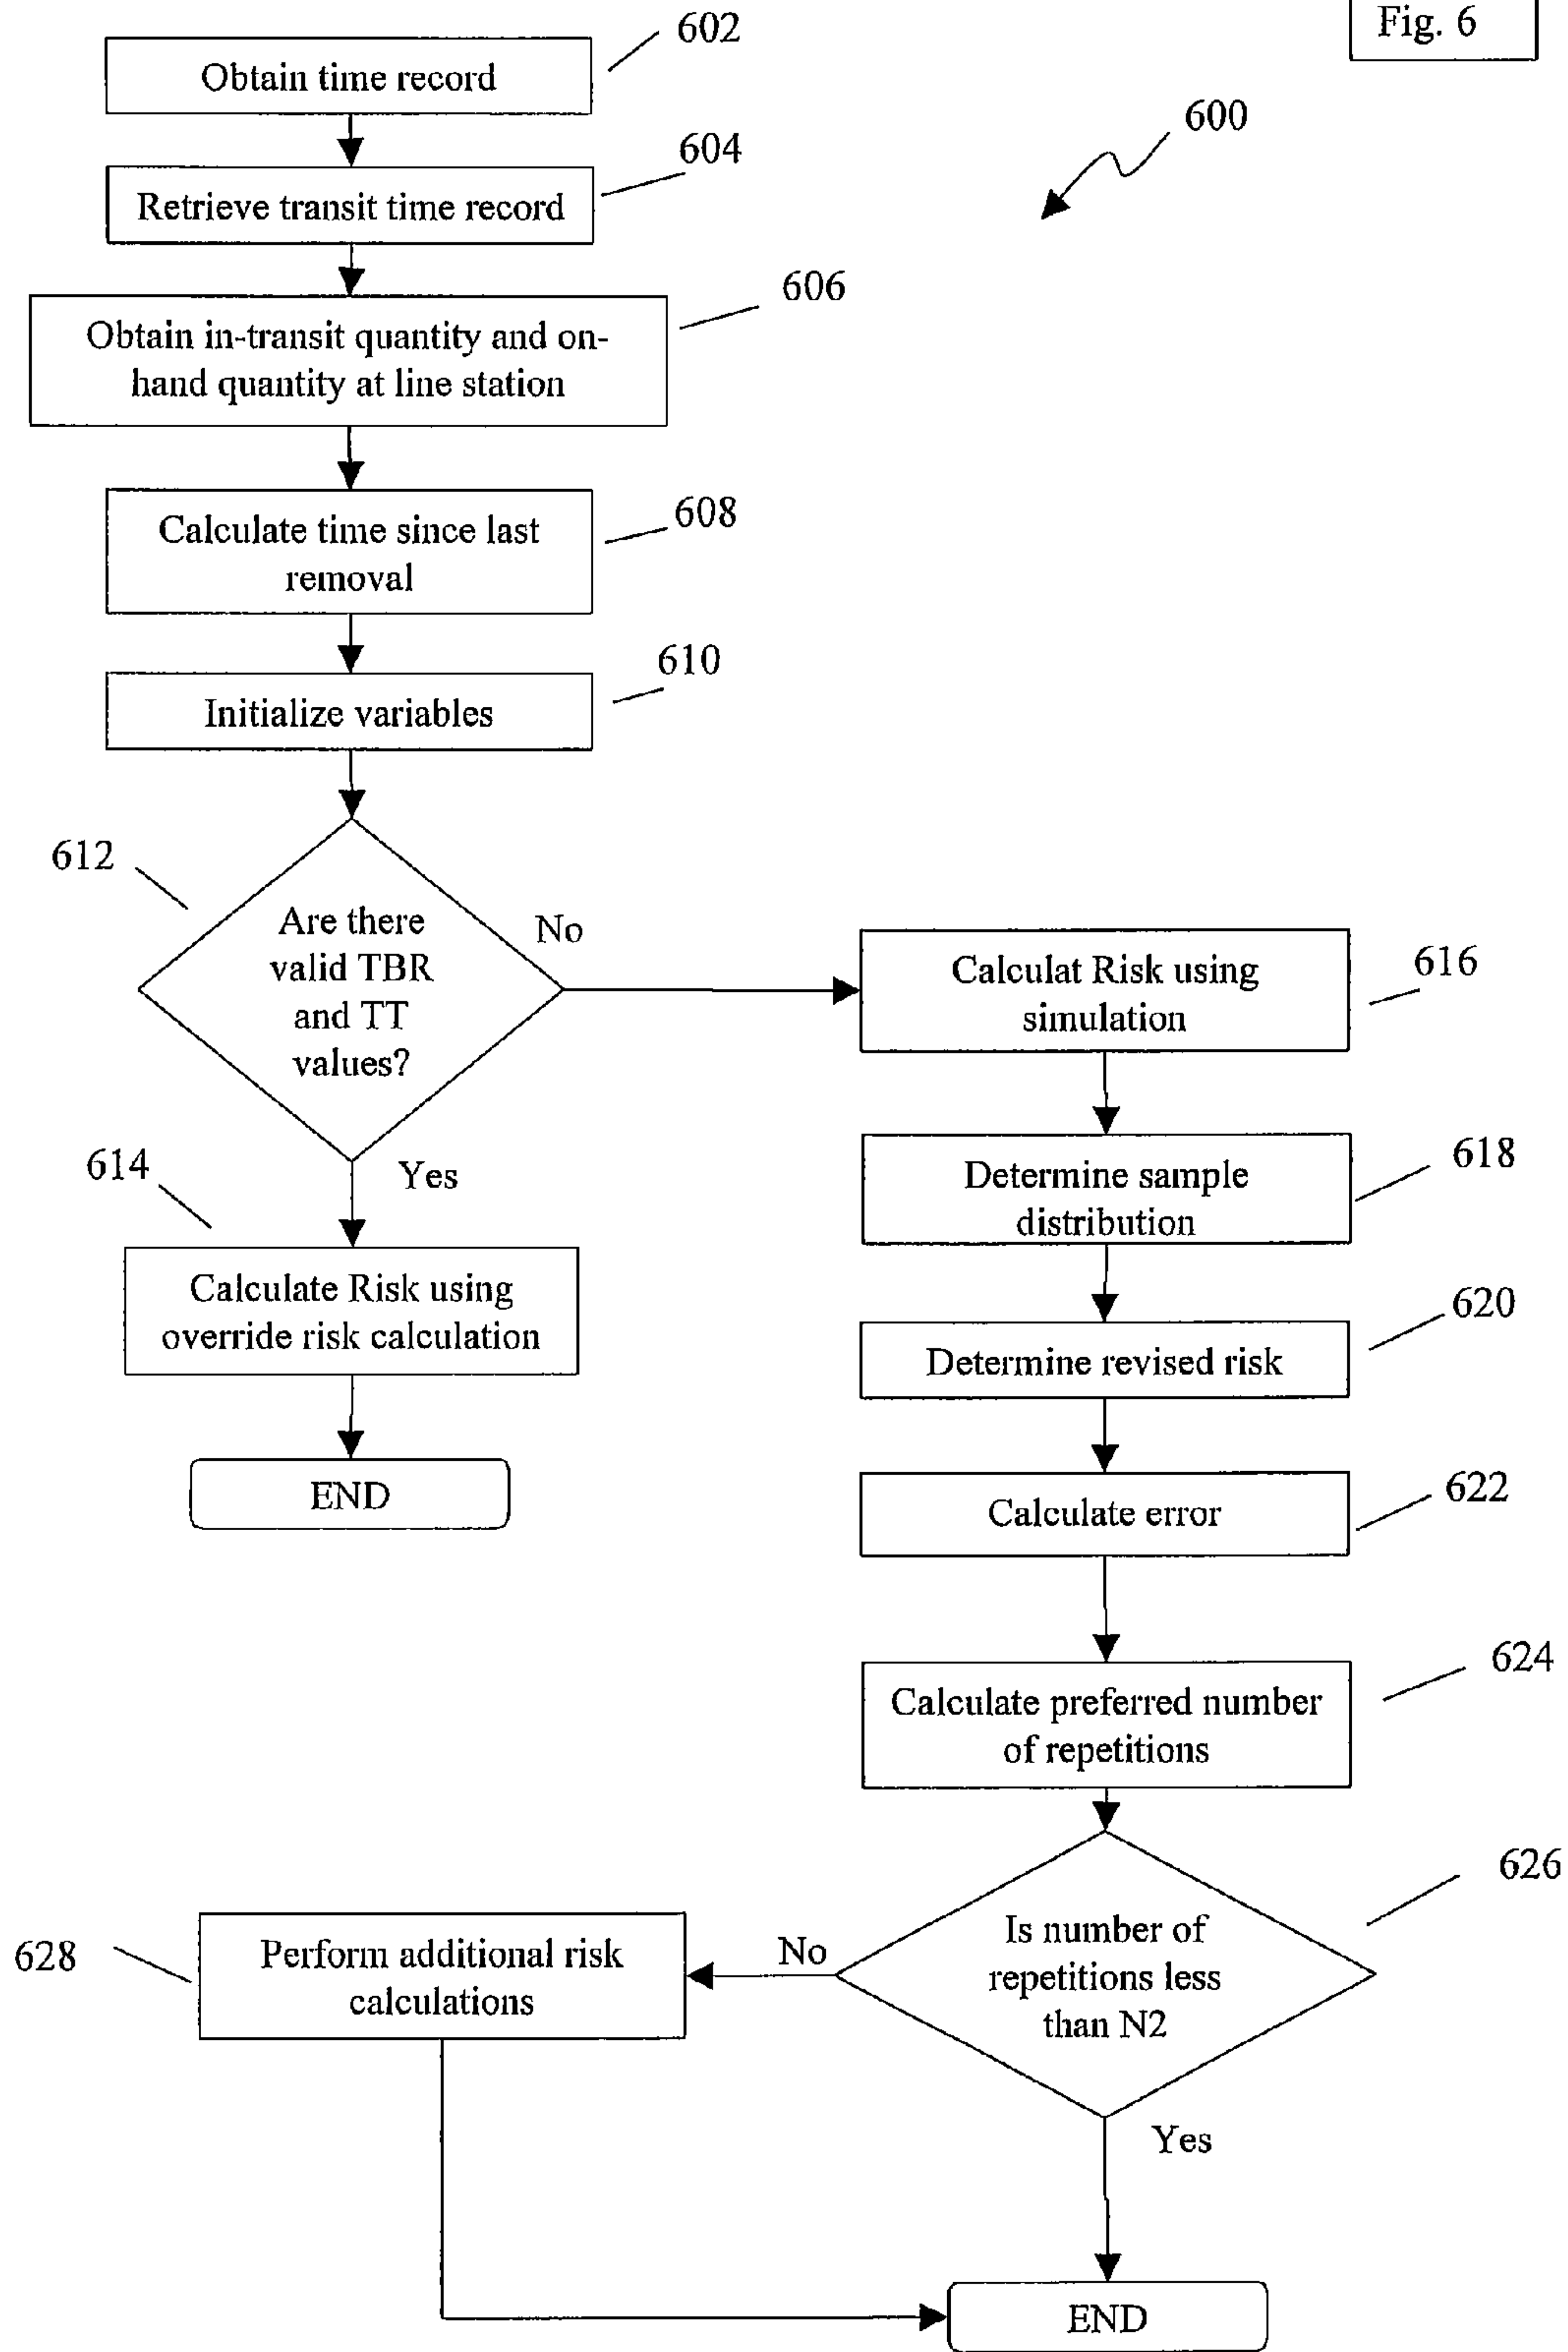 Fig. 6
602
Obtain time record
600
604
Retrieve transit time record
606
Obtain in-transit quantity and on-
hand quantity at line station
608
Calculate time since last
removal
610
Initialize variables
612
Are there
valid TBR
and TT
values?
No
Yes
614
Calculate Risk using
override risk calculation
END
616
Calculat Risk using
simulation
618
Determine sample
distribution
620
Determine revised risk
622
Calculate error
624
Calculate preferred number
of repetitions
626
Is number of
repetitions less
than N2
No
628
Perform additional risk
calculations
Yes
END